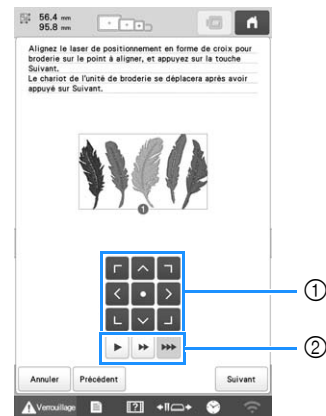 56.4 mm
95.8 mm
Alignez le laser de positionnement en forme de croix pour
broderie sur le point à aligner, et appuyez sur la touche
Suivant.
Le chariot de l'unité de broderie se déplacera après avoir
appuyé sur Suivant.
1
1
2
Annuler Précédent Suivant
Verrouillage